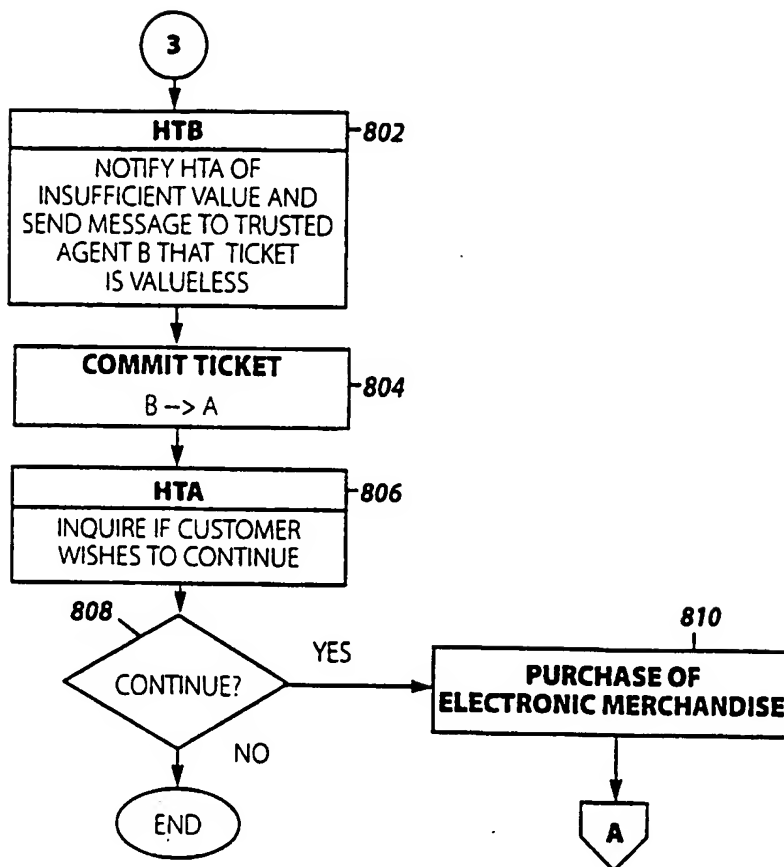 3
HTB
802
NOTIFY HTA OF
INSUFFICIENT VALUE AND
SEND MESSAGE TO TRUSTED
AGENT B THAT TICKET
IS VALUELESS
COMMIT TICKET
804
B --> A
HTA
806
INQUIRE IF CUSTOMER
WISHES TO CONTINUE
808
CONTINUE?
YES
810
PURCHASE OF
ELECTRONIC MERCHANDISE
NO
END
A